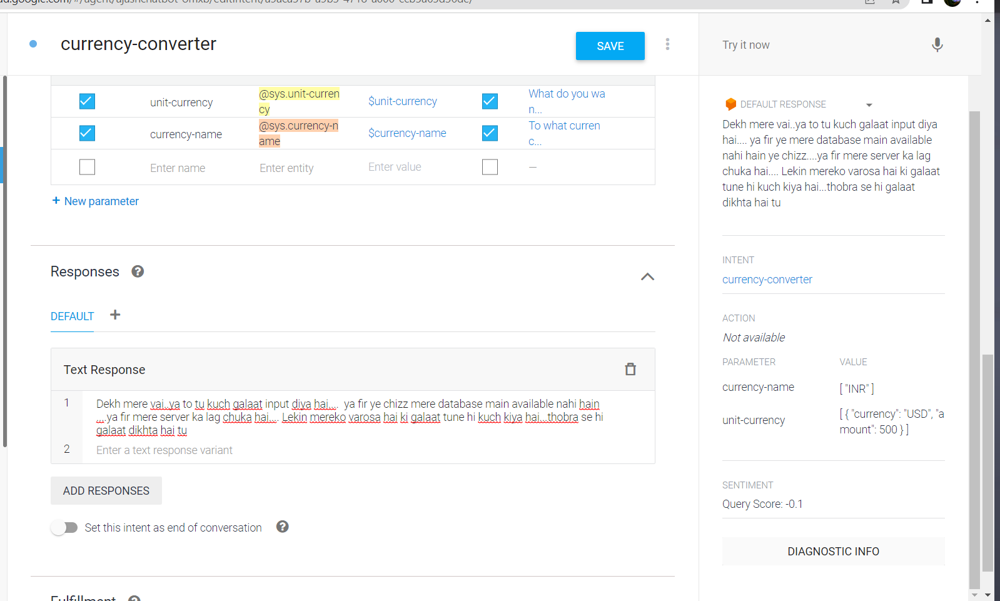 currency-converter
SAVE
Try it now
unit-currency
@sys.unit-curren
cy
$unit-currency
What do you wa
n...
currency-name
@sys.currency-n
ame
$currency-name
To what curren
c...
Enter name
Enter entity
Enter value
—
+ New parameter
Responses ?
DEFAULT +
Text Response
1
Dekh mere vai..ya to tu kuch galaat input diya hai.... ya fir ye chizz mere database main available nahi hain
....ya fir mere server ka lag chuka hai.... Lekin mereko varosa hai ki galaat tune hi kuch kiya hai...thobra se hi
galaat dikhta hai tu
2
Enter a text response variant
ADD RESPONSES
Set this intent as end of conversation ?
Fulfillment ?
DEFAULT RESPONSE
Dekh mere vai..ya to tu kuch galaat input diya
hai.... ya fir ye mere database main available
nahi hain ye chizz....ya fir mere server ka lag
chuka hai.... Lekin mereko varosa hai ki galaat
tune hi kuch kiya hai...thobra se hi galaat
dikhta hai tu
INTENT
currency-converter
ACTION
Not available
PARAMETER
VALUE
currency-name
[ "INR" ]
unit-currency
[ { "currency": "USD", "a
mount": 500 } ]
SENTIMENT
Query Score: -0.1
DIAGNOSTIC INFO